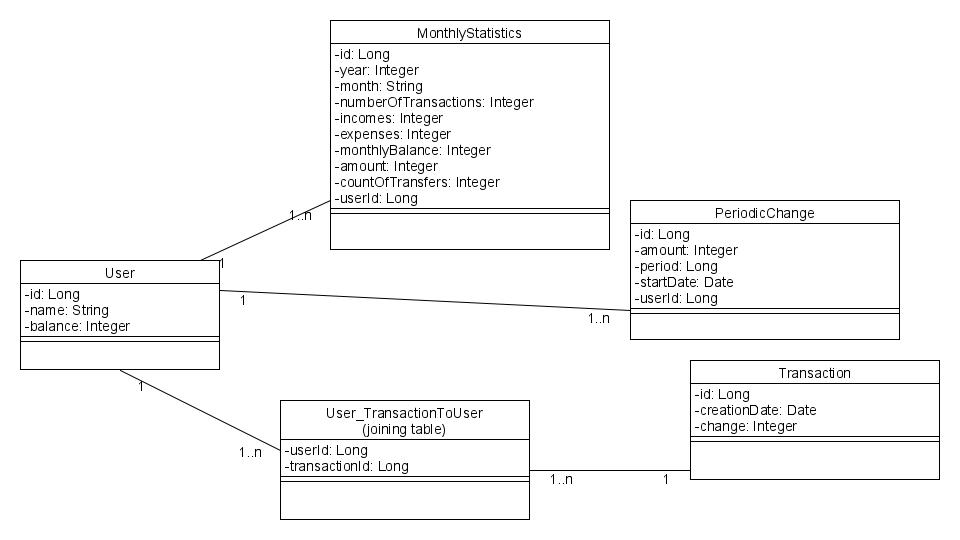 MonthlyStatistics
-id: Long
-year: Integer
-month: String
-numberOfTransactions: Integer
-incomes: Integer
-expenses: Integer
-monthlyBalance: Integer
-amount: Integer
-countOfTransfers: Integer
-userId: Long
1..n
1
PeriodicChange
-id: Long
-amount: Integer
-period: Long
-startDate: Date
-userId: Long
User
-id: Long
-name: String
-balance: Integer
1
1..n
1
1..n
User_TransactionToUser
(joining table)
-userId: Long
-transactionId: Long
1..n
1
Transaction
-id: Long
-creationDate: Date
-change: Integer